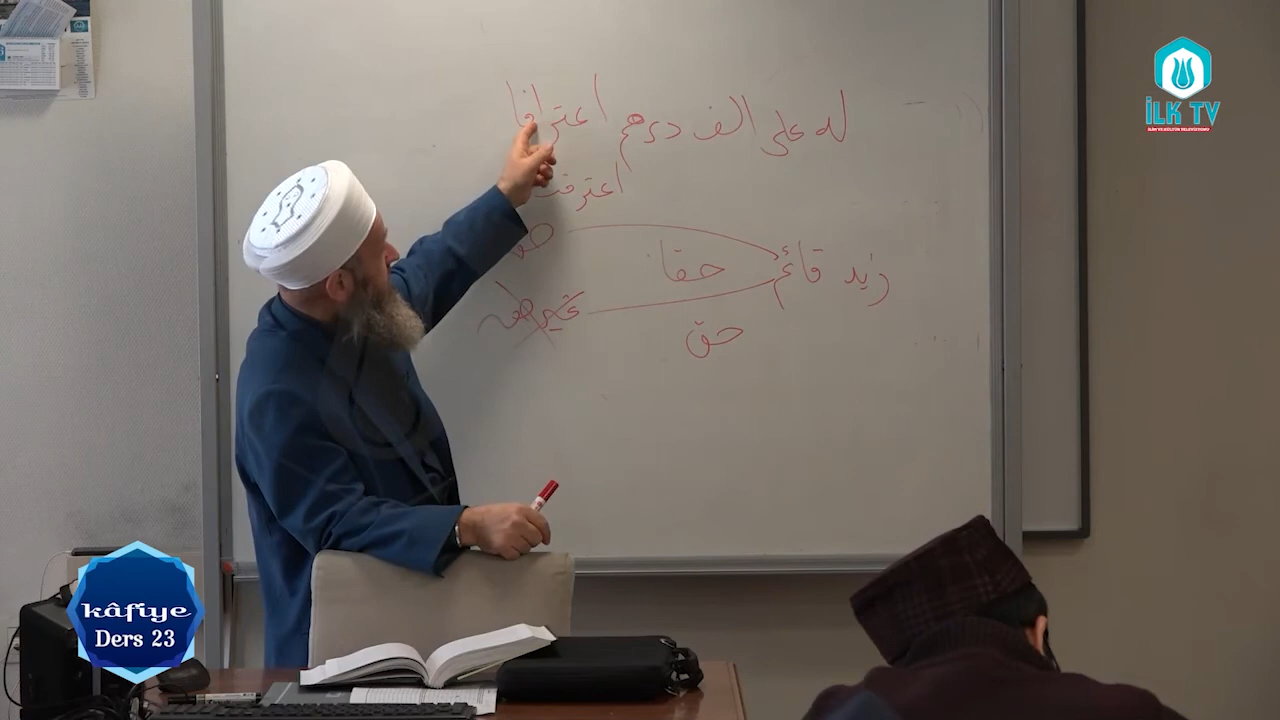 له علي الف درهم اعترافا
اعترفت
زيد قائم حقا
حق
İLK TV
kâfiye
Ders 23